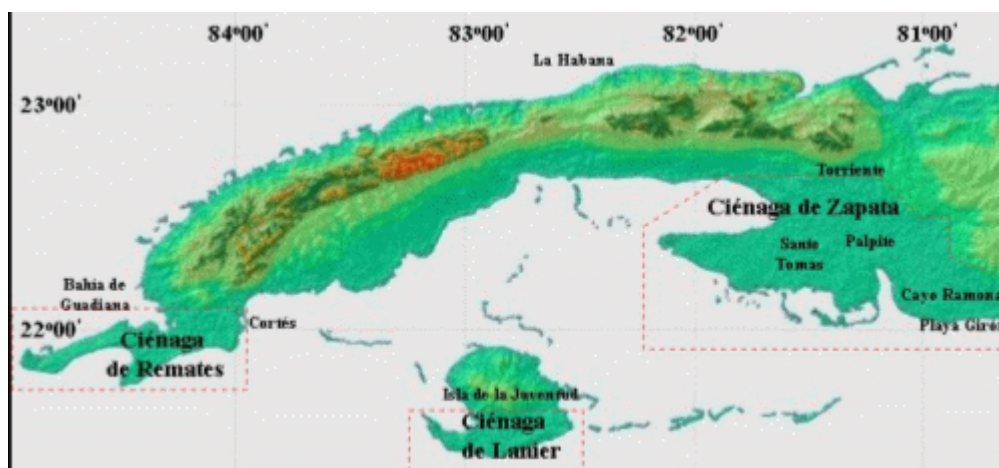 84º00'
83º00'
82º00'
81º00'
La Habana
23º00'
Torriente
Ciénaga de Zapata
Santo
Tomas
Palpite
Bahia de
Guadiana
Cayo Ramona
Cortés
Playa Girón
22º00'
Ciénaga
de Remates
Isla de la Juventud
Ciénaga
de Lanier